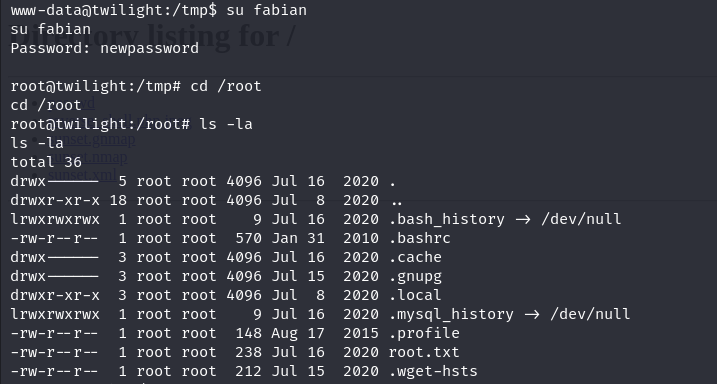 www-data@twilight:/tmp$ su fabian
su fabian
Password: newpassword
root@twilight:/tmp# cd /root
cd /root
root@twilight:/root# ls -la
ls -la
total 36
drwx------  5 root root 4096 Jul 16  2020 .
drwxr-xr-x 18 root root 4096 Jul  8  2020 ..
lrwxrwxrwx  1 root root    9 Jul 16  2020 .bash_history -> /dev/null
-rw-r--r--  1 root root  570 Jan 31  2010 .bashrc
drwx------  3 root root 4096 Jul 16  2020 .cache
drwx------  3 root root 4096 Jul 15  2020 .gnupg
drwxr-xr-x  3 root root 4096 Jul  8  2020 .local
lrwxrwxrwx  1 root root    9 Jul 16  2020 .mysql_history -> /dev/null
-rw-r--r--  1 root root  148 Aug 17  2015 .profile
-rw-r--r--  1 root root  238 Jul 16  2020 root.txt
-rw-r--r--  1 root root  212 Jul 15  2020 .wget-hsts
Directory listing for /